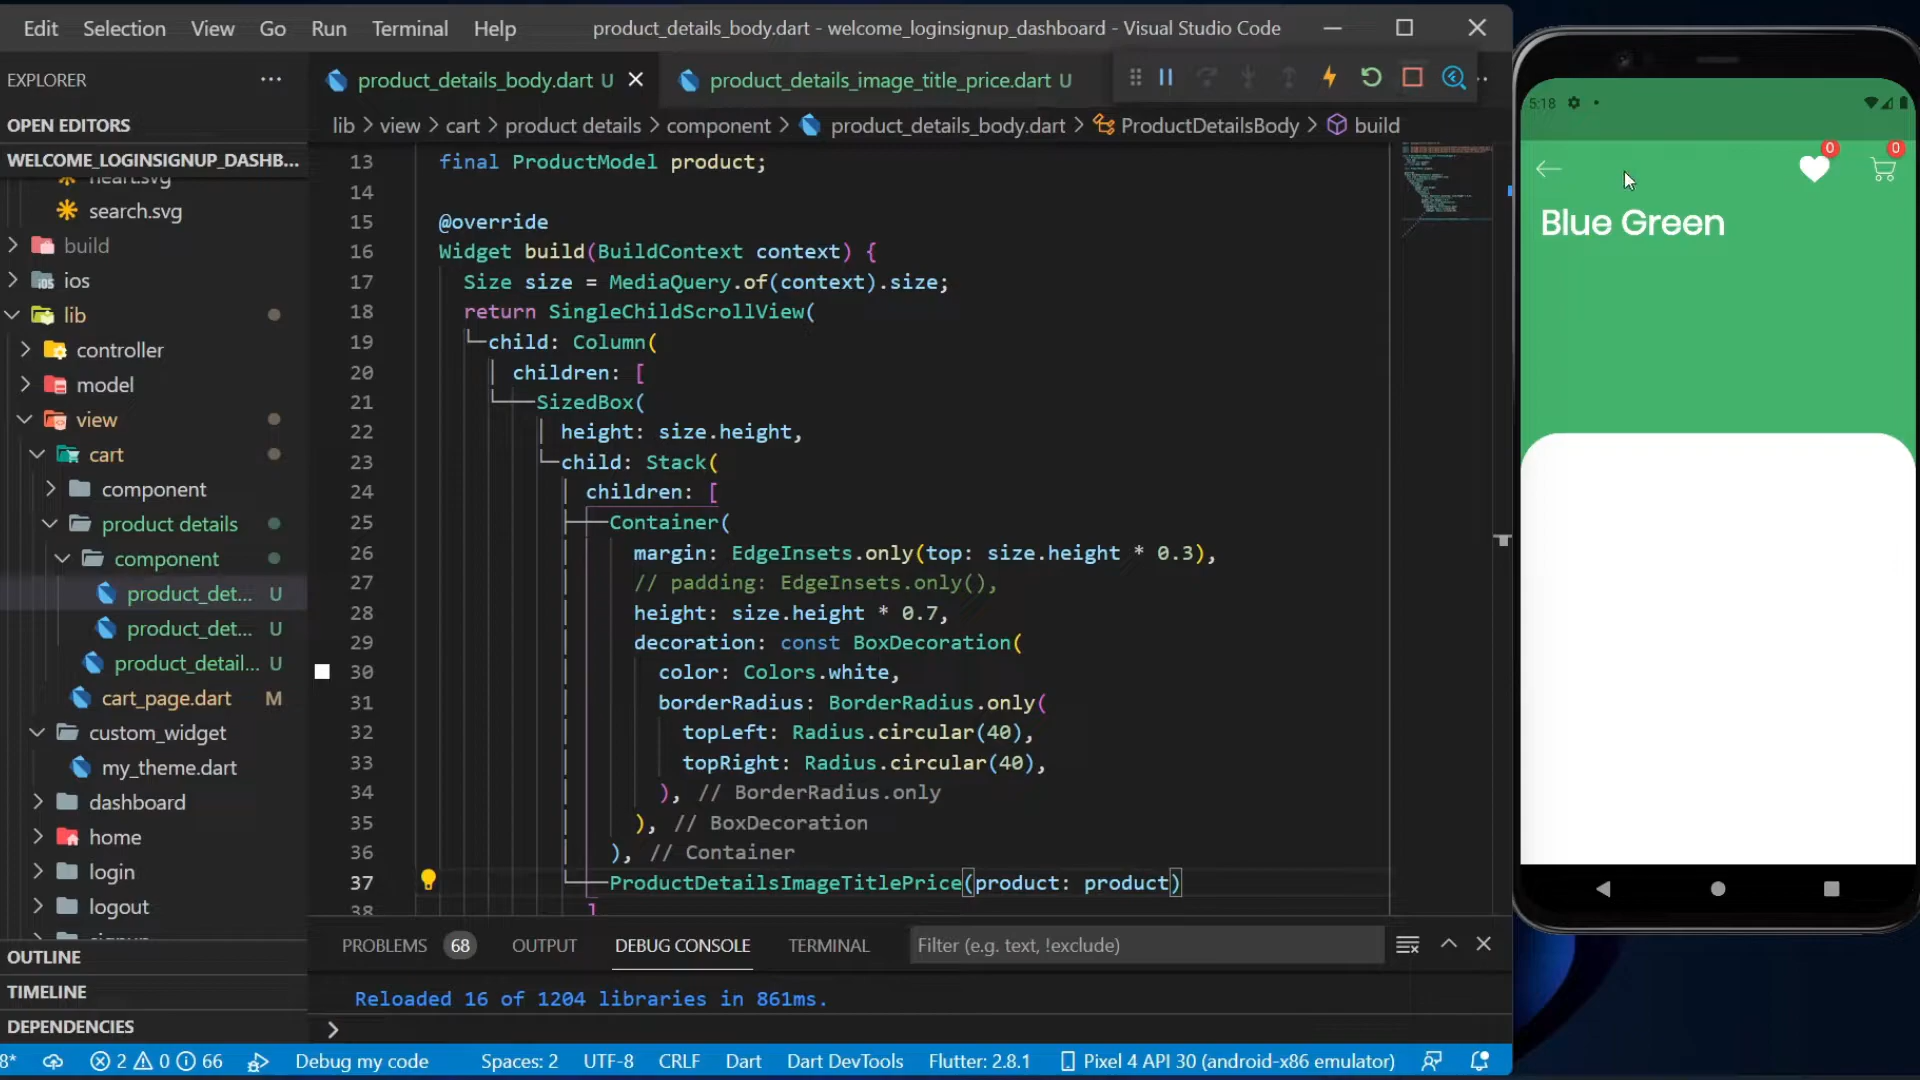 Edit Selection View Go Run Terminal Help
product_details_body.dart - welcome_loginsignup_dashboard - Visual Studio Code
EXPLORER
product_details_body.dart U
product_details_image_title_price.dart U
OPEN EDITORS
lib > view > cart > product details > component > product_details_body.dart > ProductDetailsBody > build
WELCOME_LOGINSIGNUP_DASHB...
heart.svg
search.svg
build
ios
lib
controller
model
view
cart
component
product details
component
product_det... U
product_det... U
product_detail... U
cart_page.dart M
custom_widget
my_theme.dart
dashboard
home
login
logout
OUTLINE
TIMELINE
DEPENDENCIES
13 final ProductModel product;
14
15 @override
16 Widget build(BuildContext context) {
17 Size size = MediaQuery.of(context).size;
18 return SingleChildScrollView(
19 child: Column(
20 children: [
21 SizedBox(
22 height: size.height,
23 child: Stack(
24 children: [
25 Container(
26 margin: EdgeInsets.only(top: size.height * 0.3),
27 // padding: EdgeInsets.only(),
28 height: size.height * 0.7,
29 decoration: const BoxDecoration(
30 color: Colors.white,
31 borderRadius: BorderRadius.only(
32 topLeft: Radius.circular(40),
33 topRight: Radius.circular(40),
34 ), // BorderRadius.only
35 ), // BoxDecoration
36 ), // Container
37 ProductDetailsImageTitlePrice(product: product)
38 ]
PROBLEMS 68 OUTPUT DEBUG CONSOLE TERMINAL
Filter (e.g. text, !exclude)
Reloaded 16 of 1204 libraries in 861ms.
8* 2 0 66 Debug my code Spaces: 2 UTF-8 CRLF Dart Dart DevTools Flutter: 2.8.1 Pixel 4 API 30 (android-x86 emulator)
5:18
0 0
Blue Green